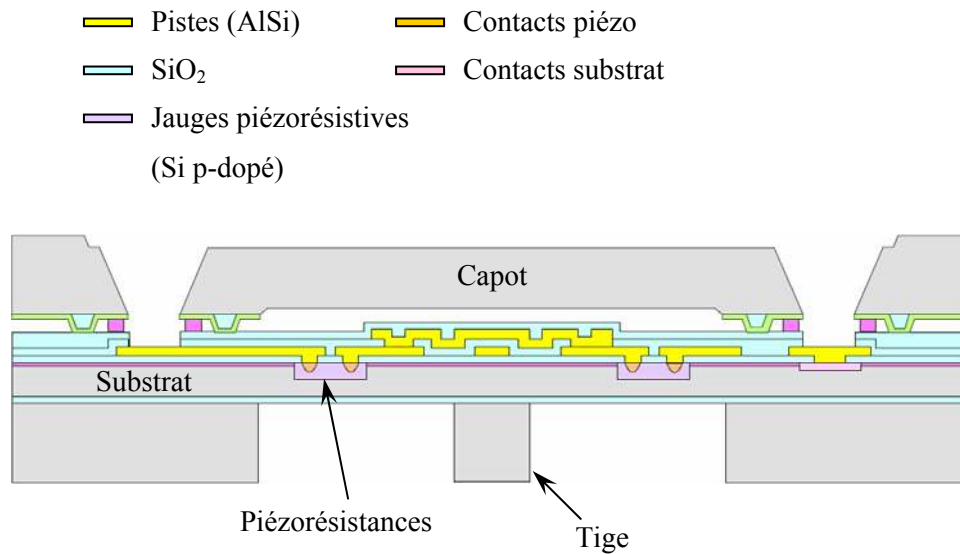 Pistes (AlSi)
Contacts piézo
SiO₂
Contacts substrat
Jauges piézorésistives
(Si p-dopé)
Capot
Substrat
Piézorésistances
Tige